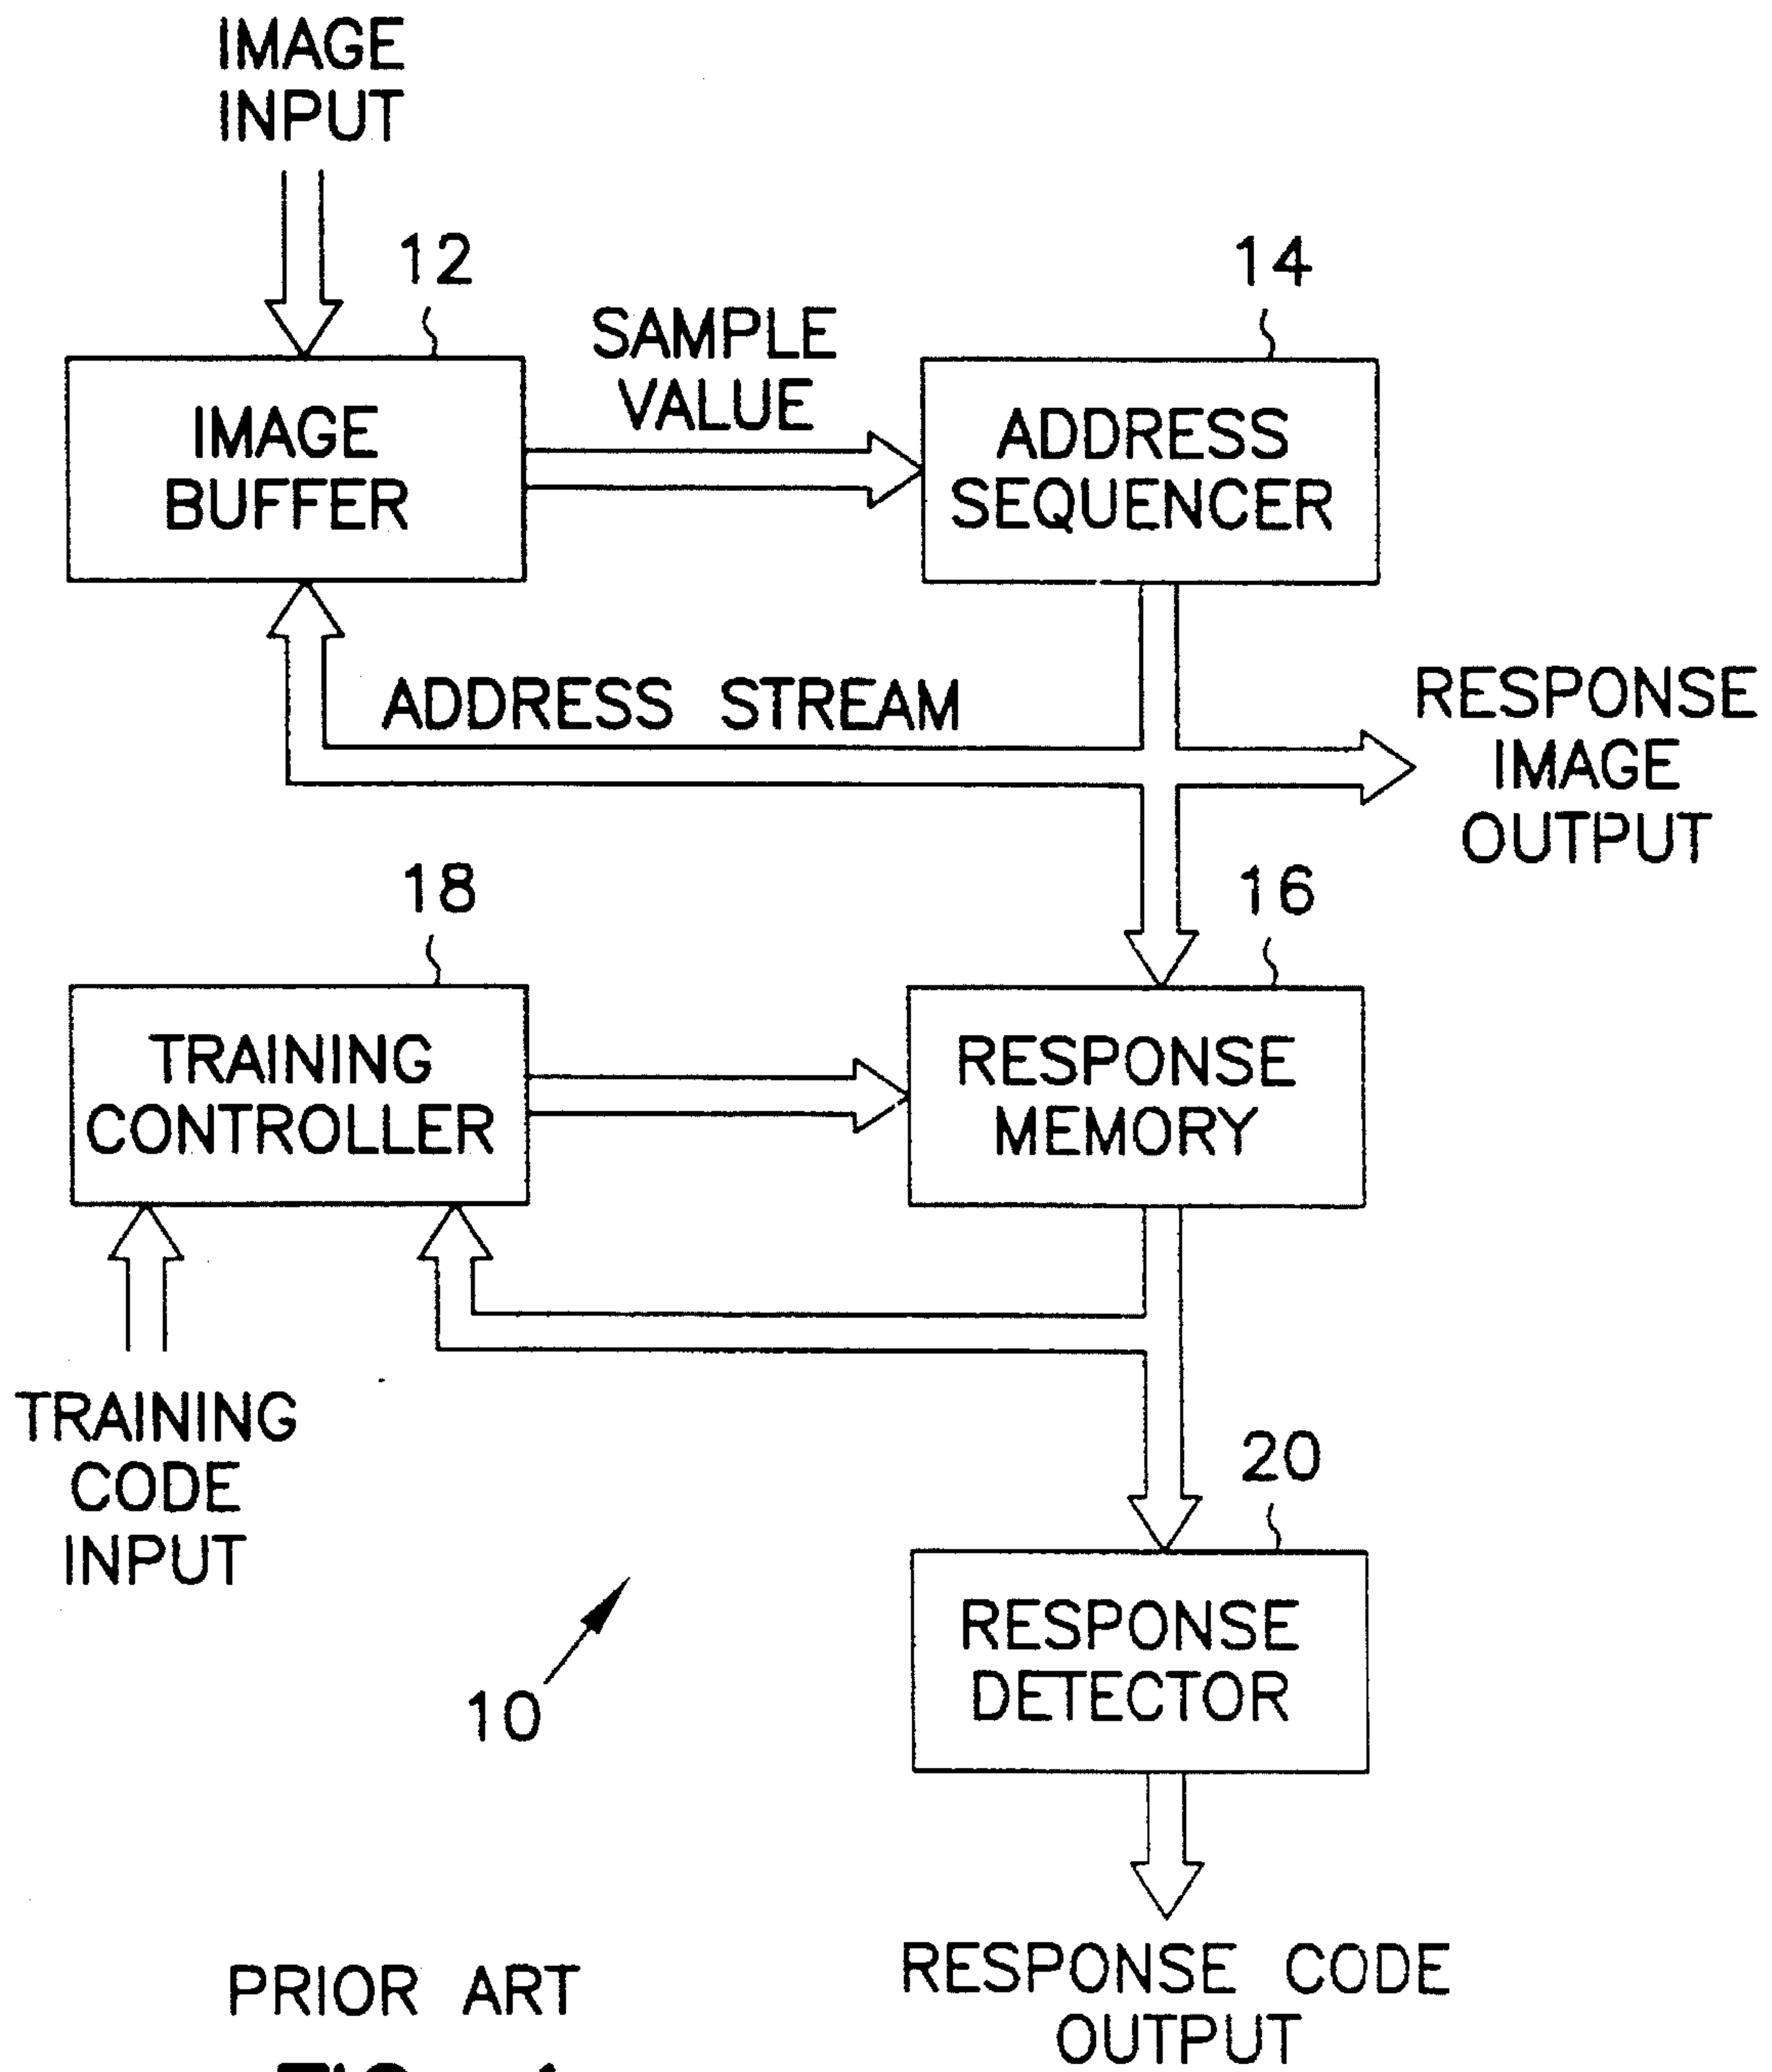 IMAGE
INPUT
12
14
SAMPLE
VALUE
IMAGE
BUFFER
ADDRESS
SEQUENCER
ADDRESS STREAM
RESPONSE
IMAGE
OUTPUT
18
16
TRAINING
CONTROLLER
RESPONSE
MEMORY
TRAINING
CODE
INPUT
20
RESPONSE
DETECTOR
10
RESPONSE CODE
OUTPUT
PRIOR ART